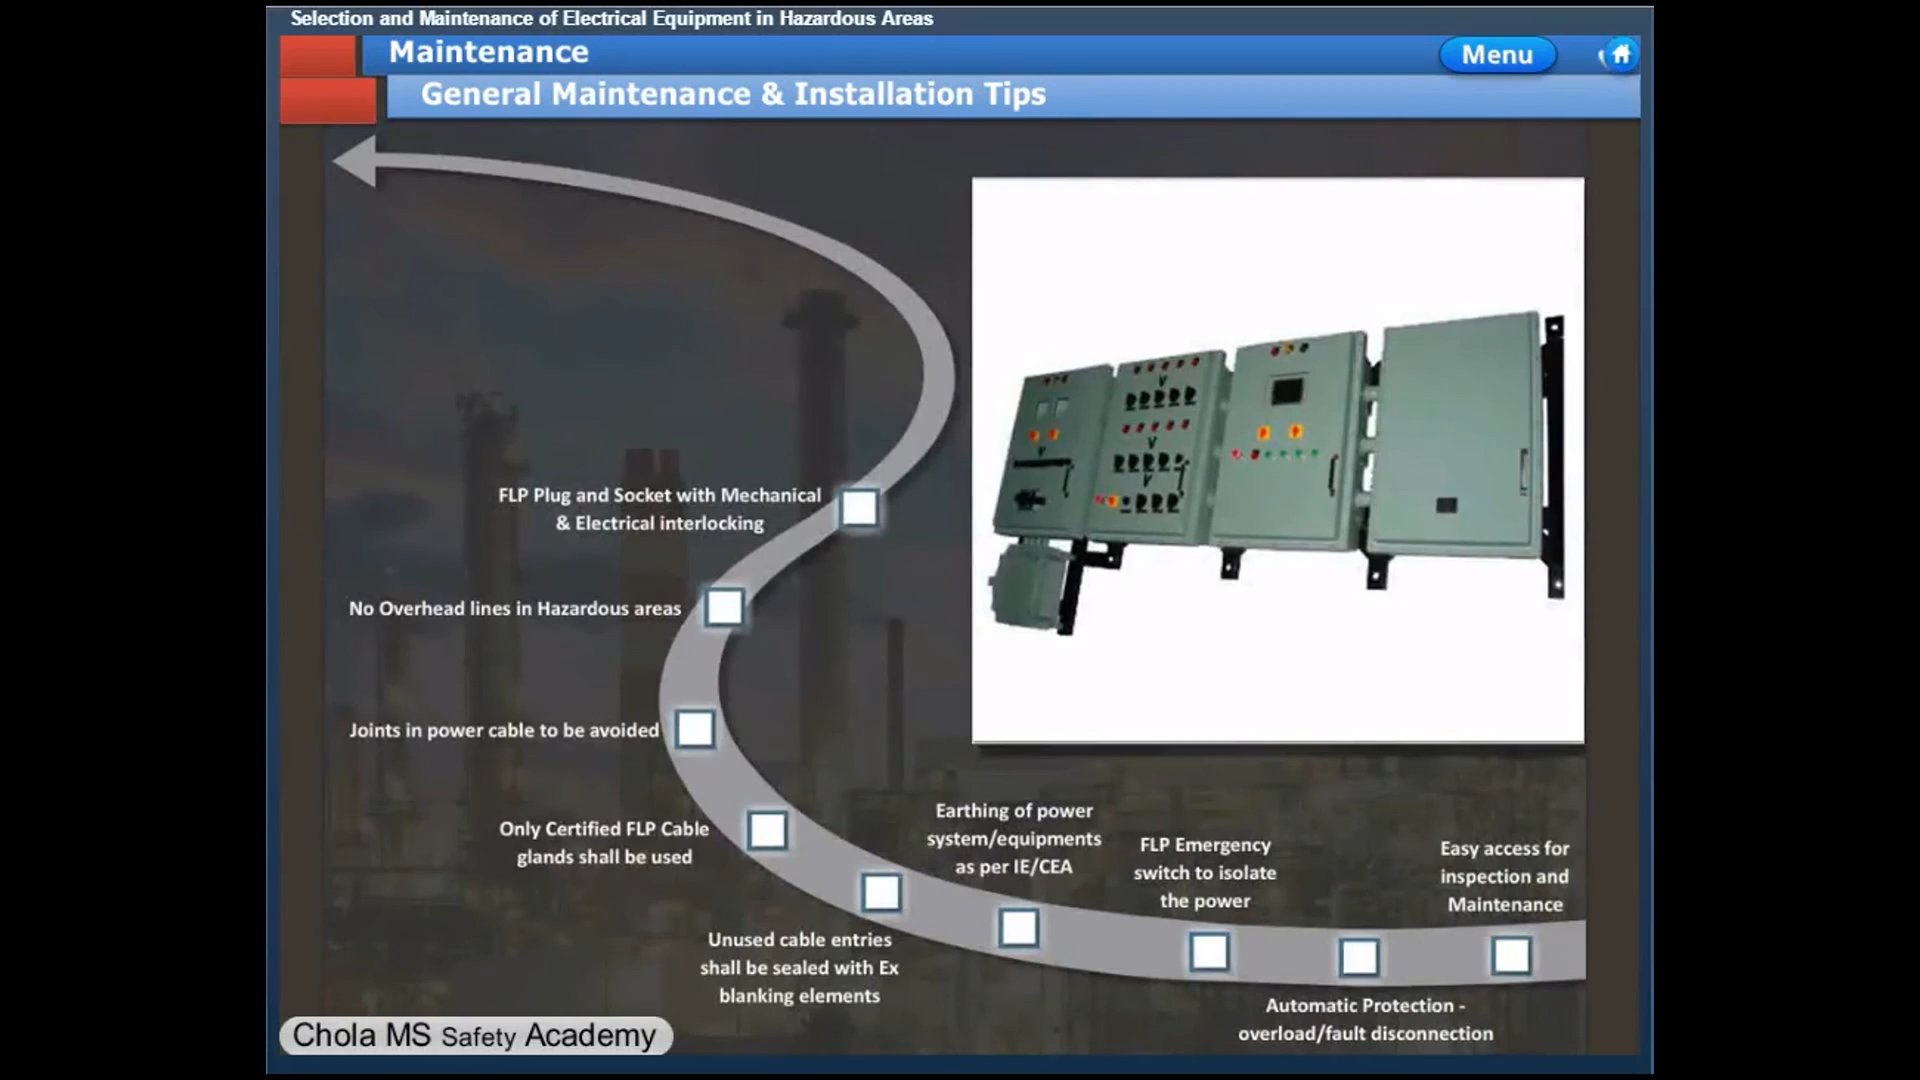 Selection and Maintenance of Electrical Equipment in Hazardous Areas
Maintenance
Menu
General Maintenance & Installation Tips
FLP Plug and Socket with Mechanical
& Electrical interlocking
No Overhead lines in Hazardous areas
Joints in power cable to be avoided
Only Certified FLP Cable
glands shall be used
Unused cable entries
shall be sealed with Ex
blanking elements
Earthing of power
system/equipments
as per IE/CEA
FLP Emergency
switch to isolate
the power
Automatic Protection -
overload/fault disconnection
Easy access for
inspection and
Maintenance
Chola MS Safety Academy